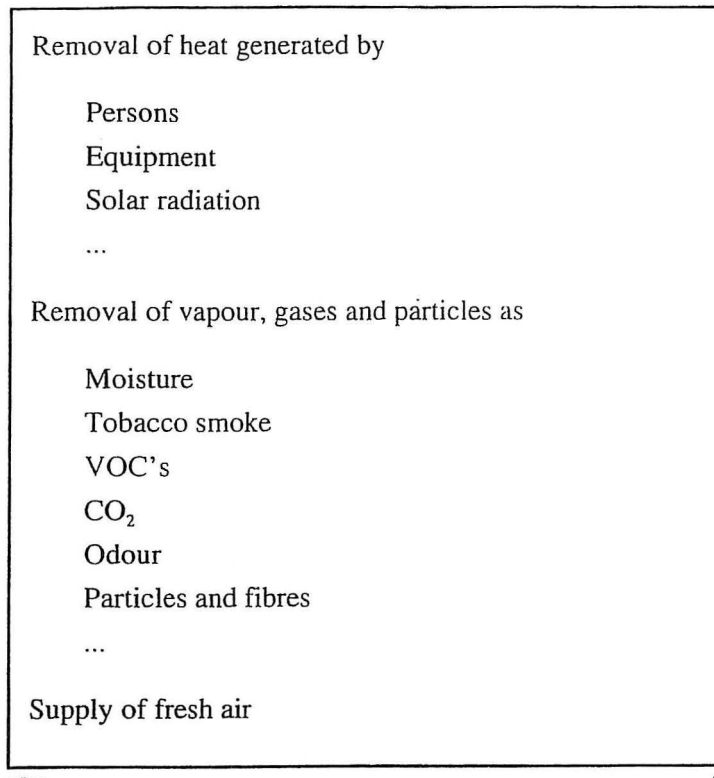 Removal of heat generated by
Persons
Equipment
Solar radiation
...
Removal of vapour, gases and particles as
Moisture
Tobacco smoke
VOC's
CO₂
Odour
Particles and fibres
...
Supply of fresh air